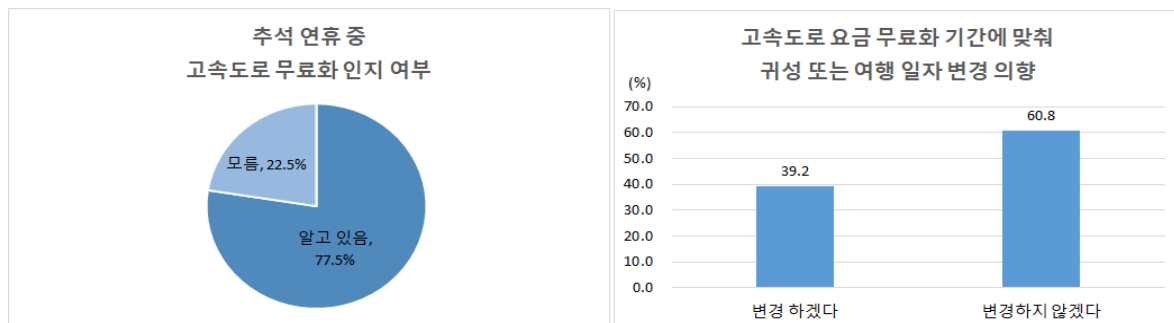 추석 연휴 중
고속도로 무료화 인지 여부
모름, 22.5%
알고 있음,
77.5%
고속도로 요금 무료화 기간에 맞춰
귀성 또는 여행 일자 변경 의향
(%)
70.0
60.0
50.0
40.0
30.0
20.0
10.0
0.0
39.2
60.8
변경 하겠다
변경하지 않겠다